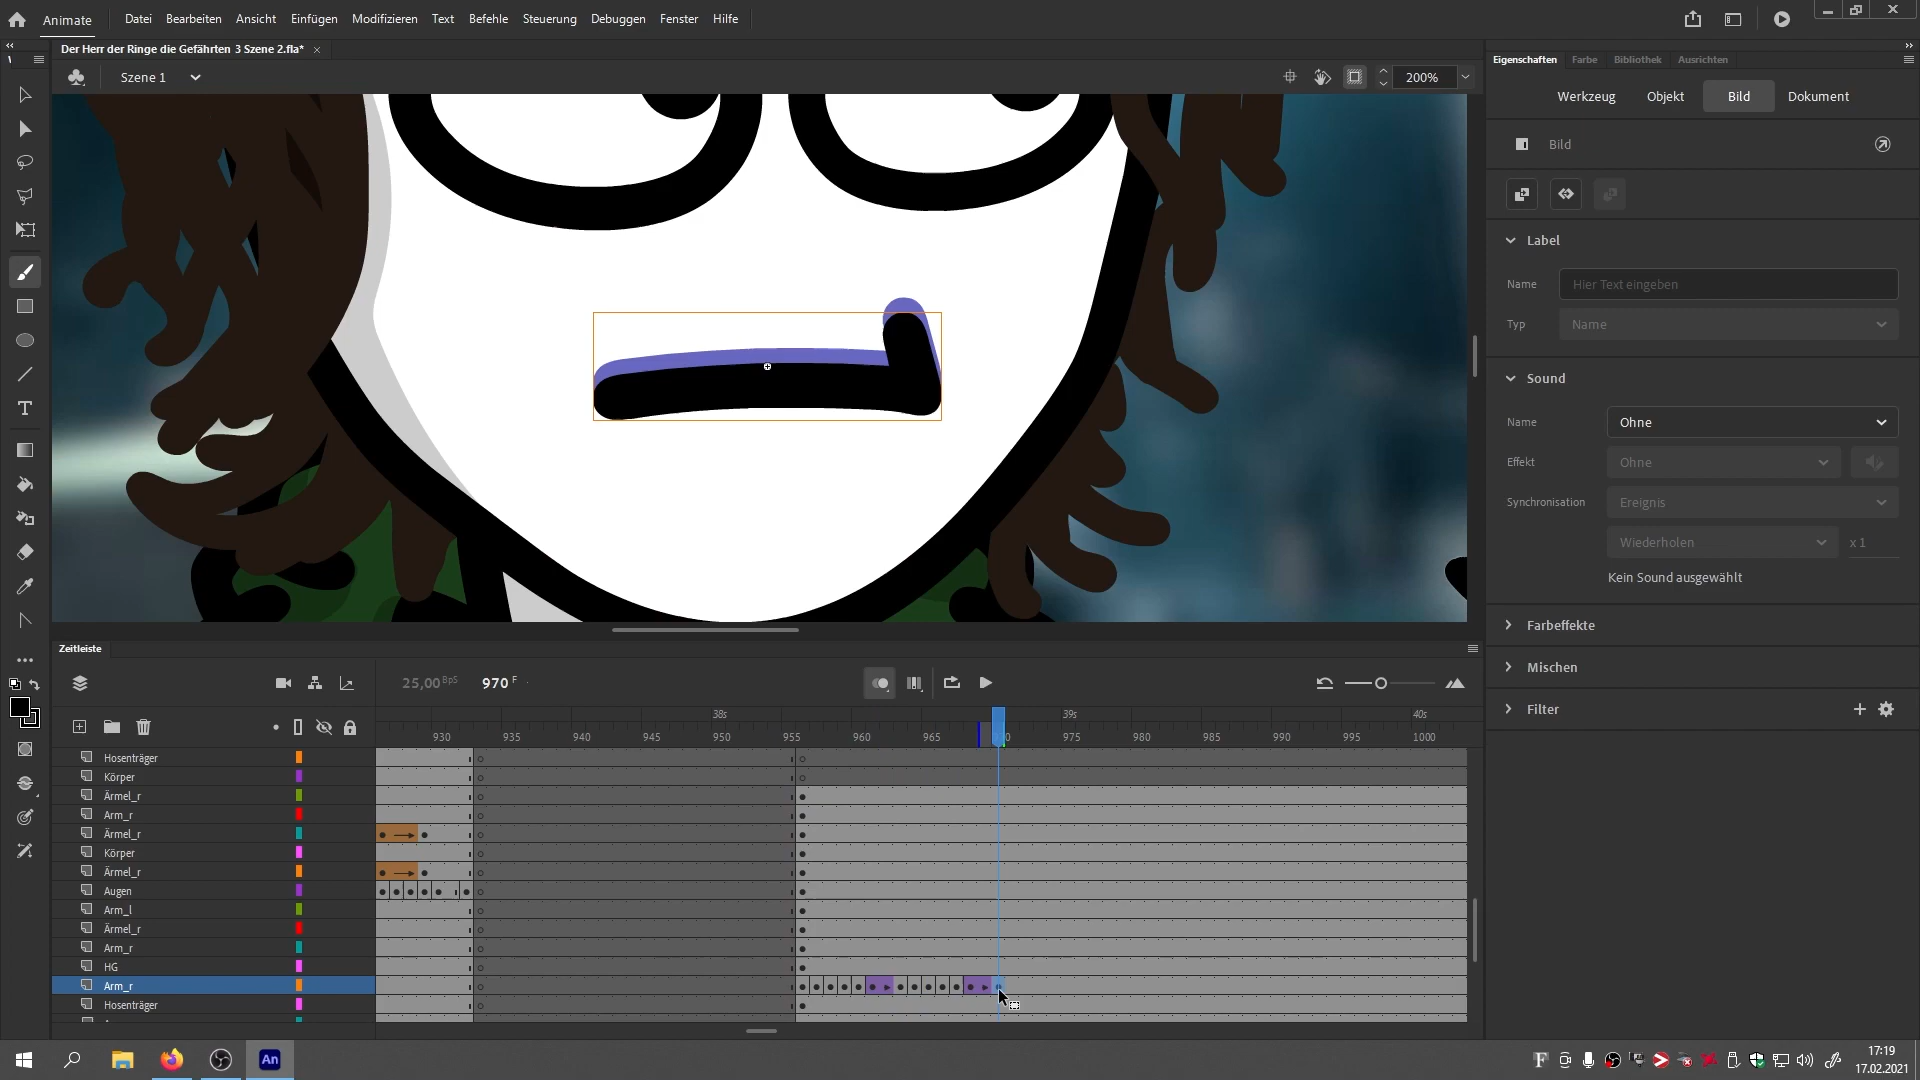 Animate
Datei Bearbeiten Ansicht Einfügen Modifizieren Text Befehle Steuerung Debuggen Fenster Hilfe
Der Herr der Ringe die Gefährten 3 Szene 2.fla*
Szene 1
200%
Eigenschaften Farbe Bibliothek Ausrichten
Werkzeug Objekt Bild Dokument
Bild
Label
Name Hier Text eingeben
Typ Name
Sound
Name Ohne
Effekt Ohne
Synchronisation Ereignis
Wiederholen x 1
Kein Sound ausgewählt
Farbeffekte
Mischen
Filter
Zeitleiste
25,00 BpS 970 F
38s 39s 40s
930 935 940 945 950 955 960 965 970 975 980 985 990 995 1000
Hosenträger
Körper
Ärmel_r
Arm_r
Ärmel_r
Körper
Ärmel_r
Augen
Arm_l
Ärmel_r
Arm_r
HG
Arm_r
Hosenträger
An
17:19
17.02.2021